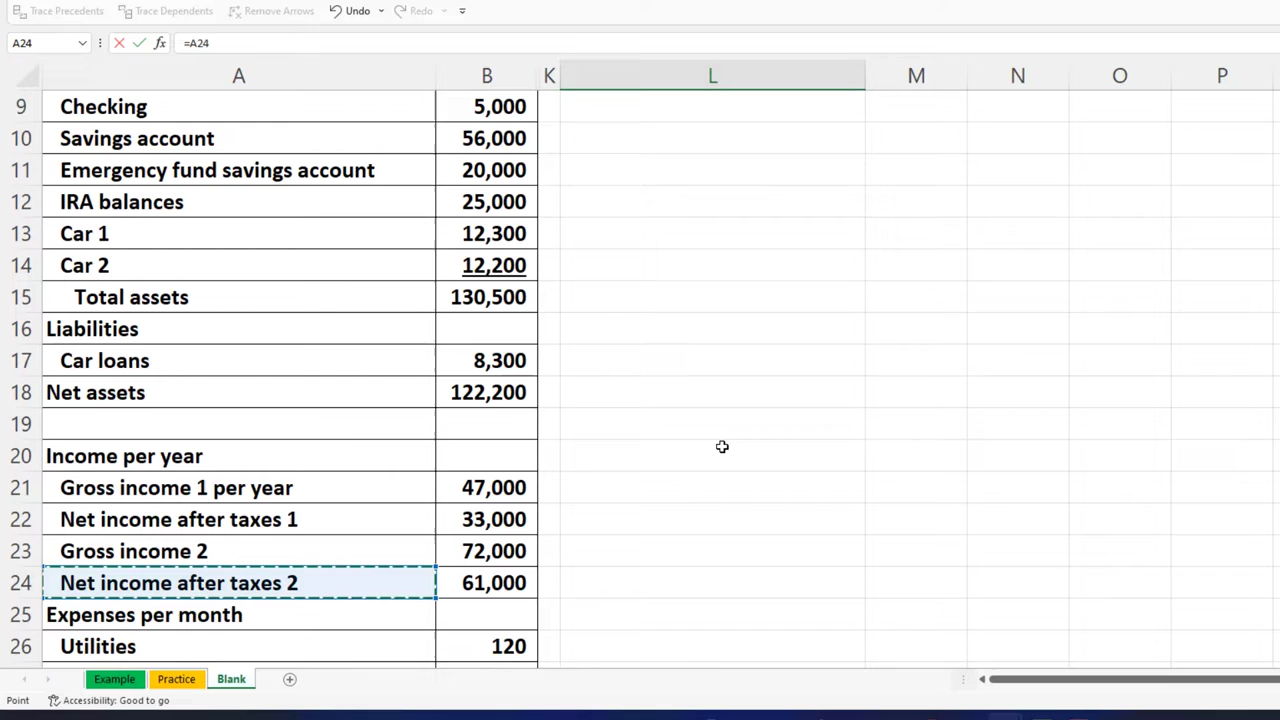 Trace Precedents Trace Dependents Remove Arrows Undo Redo
A24 fx =A24
A B K L M N O P
9 Checking 5,000
10 Savings account 56,000
11 Emergency fund savings account 20,000
12 IRA balances 25,000
13 Car 1 12,300
14 Car 2 12,200
15 Total assets 130,500
16 Liabilities
17 Car loans 8,300
18 Net assets 122,200
19
20 Income per year
21 Gross income 1 per year 47,000
22 Net income after taxes 1 33,000
23 Gross income 2 72,000
24 Net income after taxes 2 61,000
25 Expenses per month
26 Utilities 120
Example Practice Blank
Point Accessibility: Good to go